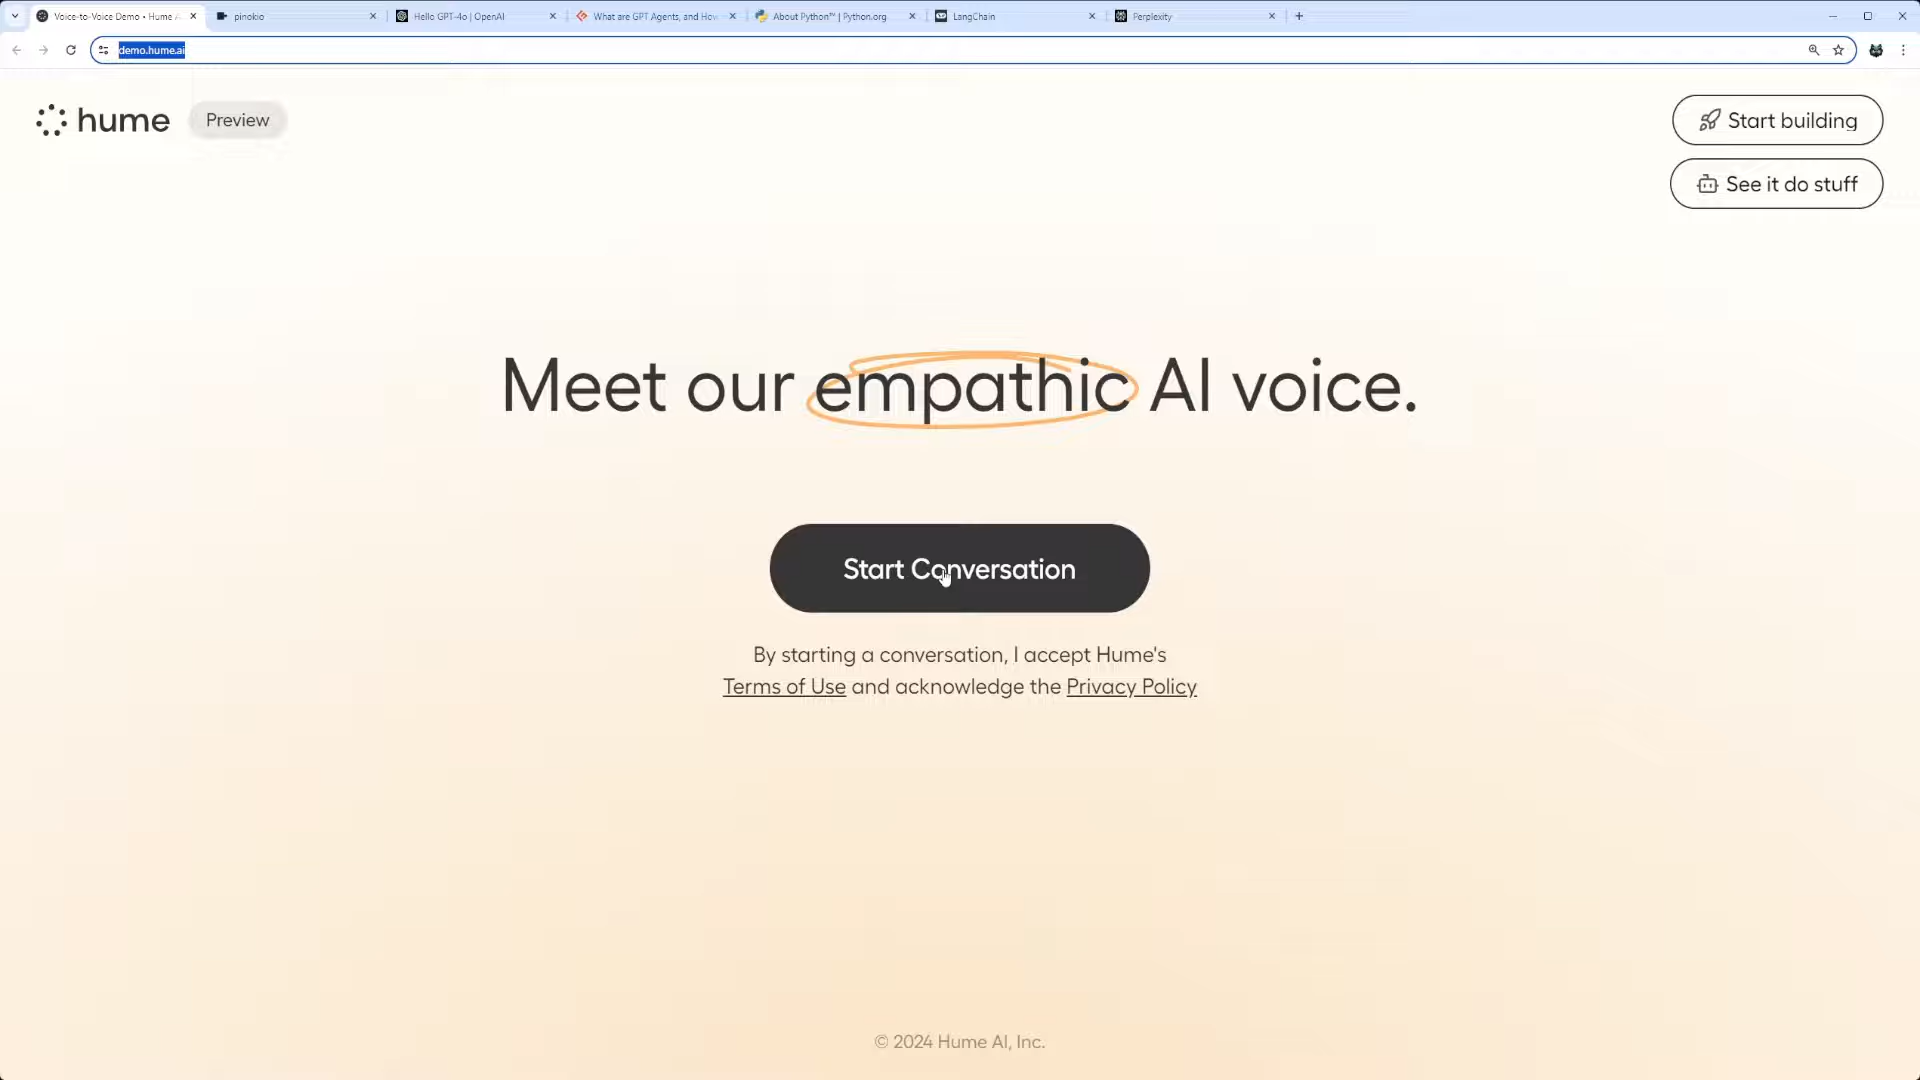 Voice-to-Voice Demo • Hume
pinokio
Hello GPT-4o | OpenAI
What are GPT Agents, and How
About Python™ | Python.org
LangChain
Perplexity
demo.hume.ai
hume
Preview
Start building
See it do stuff
Meet our empathic AI voice.
Start Conversation
By starting a conversation, I accept Hume's
Terms of Use and acknowledge the Privacy Policy
© 2024 Hume AI, Inc.